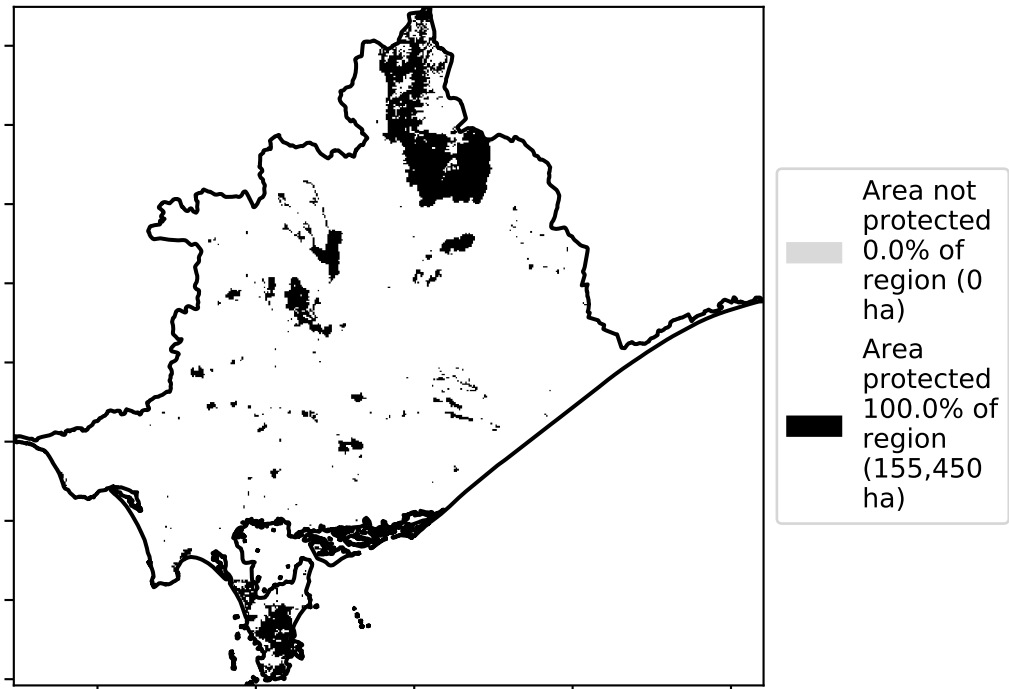 Area not
protected
0.0% of
region (0
ha)
Area
protected
100.0% of
region
(155,450
ha)